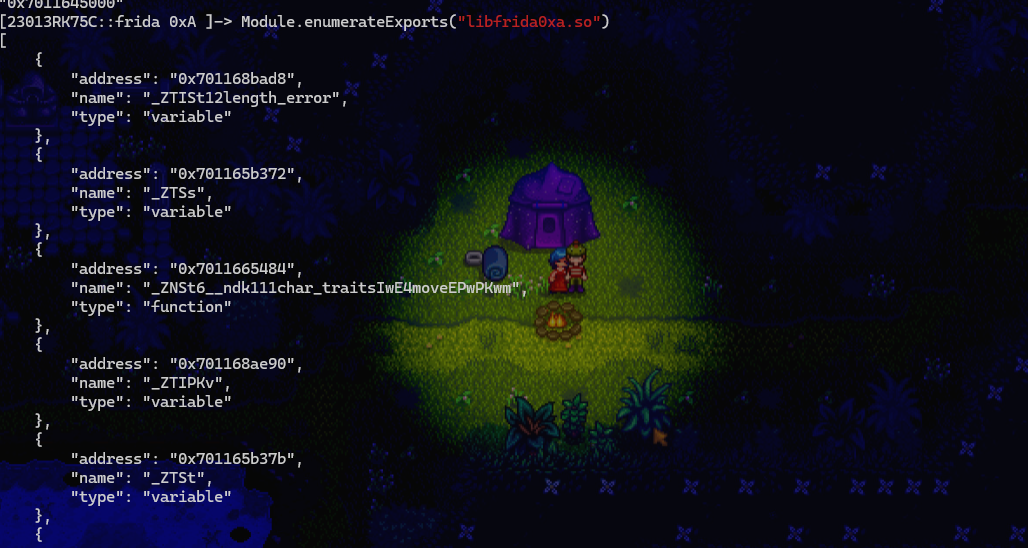 "0x7011645000"
[23013RK75C::frida 0xA ]-> Module.enumerateExports("libfrida0xa.so")
[
    {
        "address": "0x701168bad8",
        "name": "_ZTISt12length_error",
        "type": "variable"
    },
    {
        "address": "0x701165b372",
        "name": "_ZTSs",
        "type": "variable"
    },
    {
        "address": "0x7011665484",
        "name": "_ZNSt6__ndk111char_traitsIwE4moveEPwPKwm",
        "type": "function"
    },
    {
        "address": "0x701168ae90",
        "name": "_ZTIPKv",
        "type": "variable"
    },
    {
        "address": "0x701165b37b",
        "name": "_ZTSt",
        "type": "variable"
    },
    {